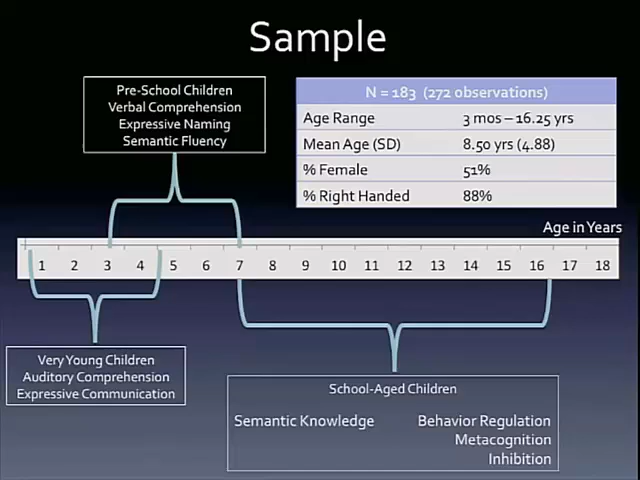 Sample
Pre-School Children
Verbal Comprehension
Expressive Naming
Semantic Fluency
N = 183 (272 observations)
Age Range 3 mos – 16.25 yrs
Mean Age (SD) 8.50 yrs (4.88)
% Female 51%
% Right Handed 88%
Age in Years
1 2 3 4 5 6 7 8 9 10 11 12 13 14 15 16 17 18
Very Young Children
Auditory Comprehension
Expressive Communication
School-Aged Children
Semantic Knowledge Behavior Regulation
Metacognition
Inhibition